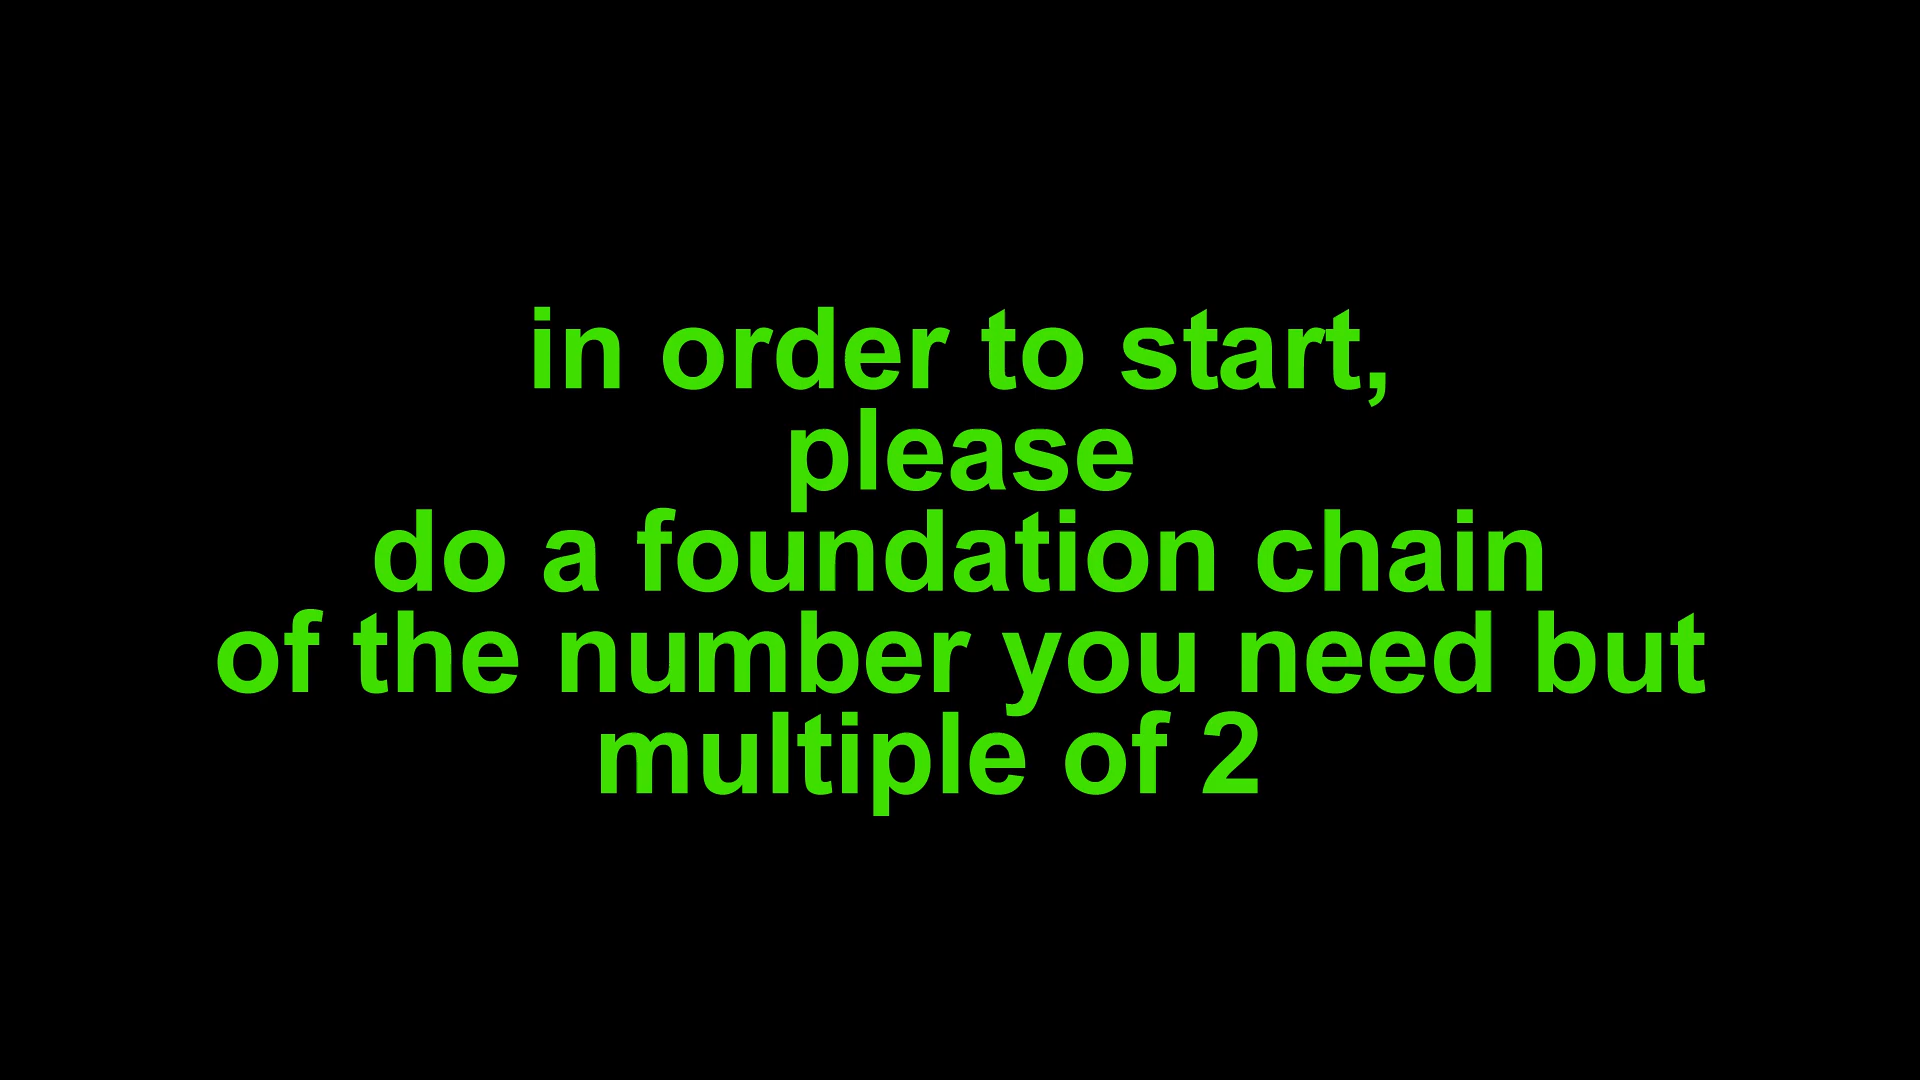 in order to start,
please
do a foundation chain
of the number you need but
multiple of 2